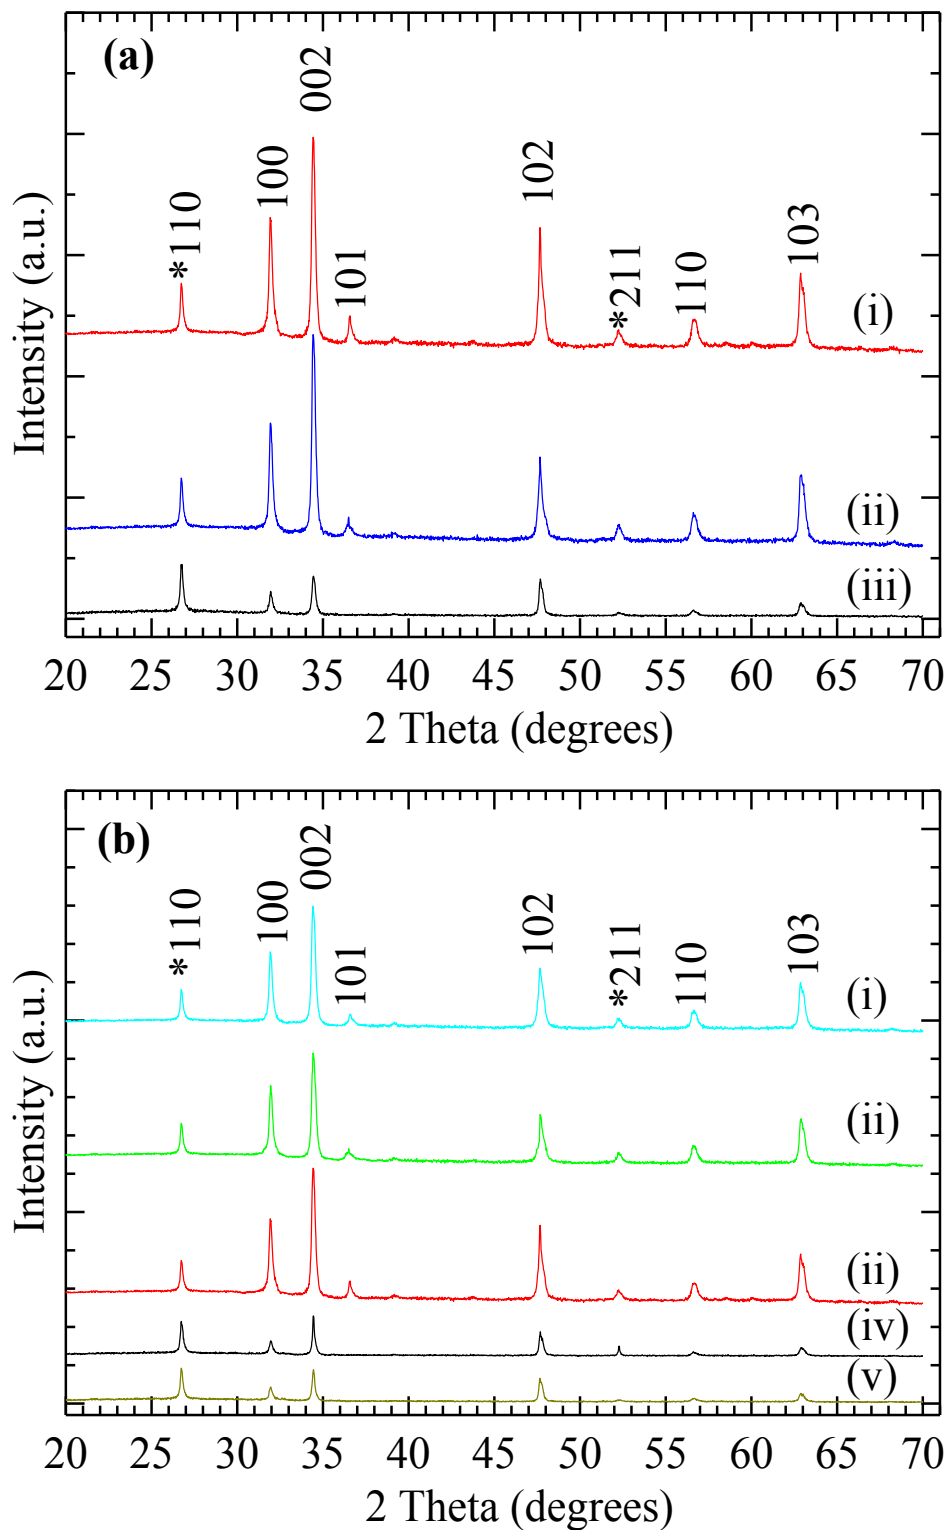 (a)
*110
100
002
101
102
*211
110
103
(i)
(ii)
(iii)
Intensity (a.u.)
20 25 30 35 40 45 50 55 60 65 70
2 Theta (degrees)
(b)
*110
100
002
101
102
*211
110
103
(i)
(ii)
(ii)
(iv)
(v)
Intensity (a.u.)
20 25 30 35 40 45 50 55 60 65 70
2 Theta (degrees)